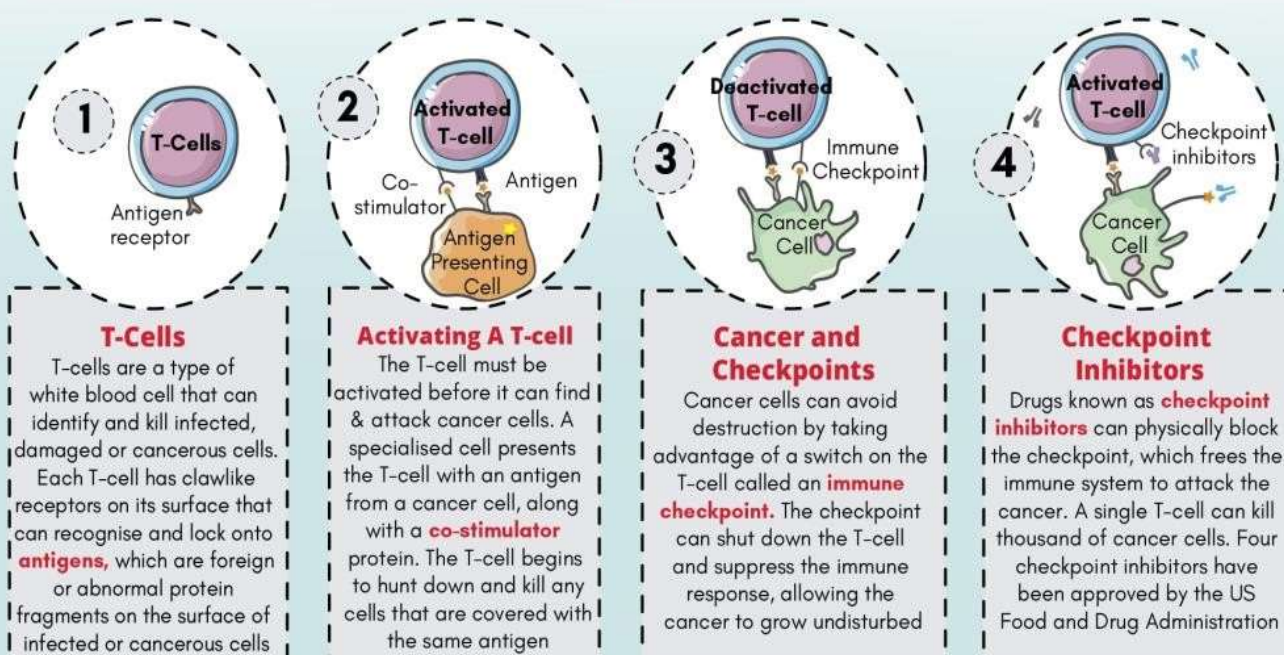 1
T-Cells
Antigen
receptor
T-Cells
T-cells are a type of
white blood cell that can
identify and kill infected,
damaged or cancerous cells.
Each T-cell has clawlike
receptors on its surface that
can recognise and lock onto
antigens, which are foreign
or abnormal protein
fragments on the surface of
infected or cancerous cells
2
Activated
T-cell
Co-
stimulator
Antigen
Antigen
Presenting
Cell
Activating A T-cell
The T-cell must be
activated before it can find
& attack cancer cells. A
specialised cell presents
the T-cell with an antigen
from a cancer cell, along
with a co-stimulator
protein. The T-cell begins
to hunt down and kill any
cells that are covered with
the same antigen
3
Deactivated
T-cell
Immune
Checkpoint
Cancer
Cell
Cancer and
Checkpoints
Cancer cells can avoid
destruction by taking
advantage of a switch on the
T-cell called an immune
checkpoint. The checkpoint
can shut down the T-cell
and suppress the immune
response, allowing the
cancer to grow undisturbed
4
Activated
T-cell
Checkpoint
inhibitors
Cancer
Cell
Checkpoint
Inhibitors
Drugs known as checkpoint
inhibitors can physically block
the checkpoint, which frees the
immune system to attack the
cancer. A single T-cell can kill
thousand of cancer cells. Four
checkpoint inhibitors have
been approved by the US
Food and Drug Administration